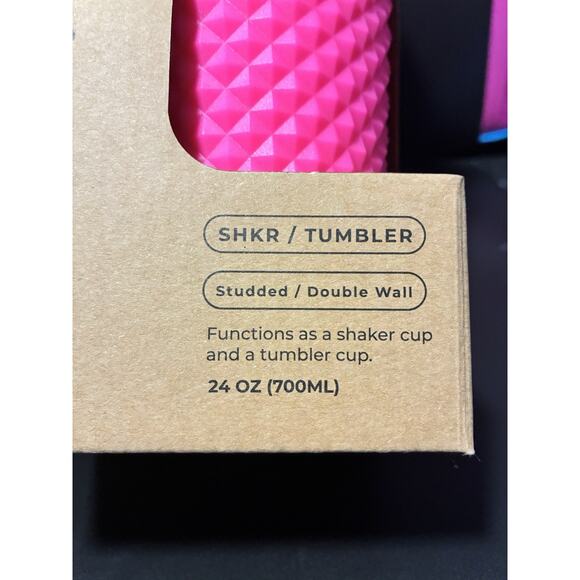 SHKR / TUMBLER
Studded / Double Wall
Functions as a shaker cup
and a tumbler cup.
24 OZ (700ML)